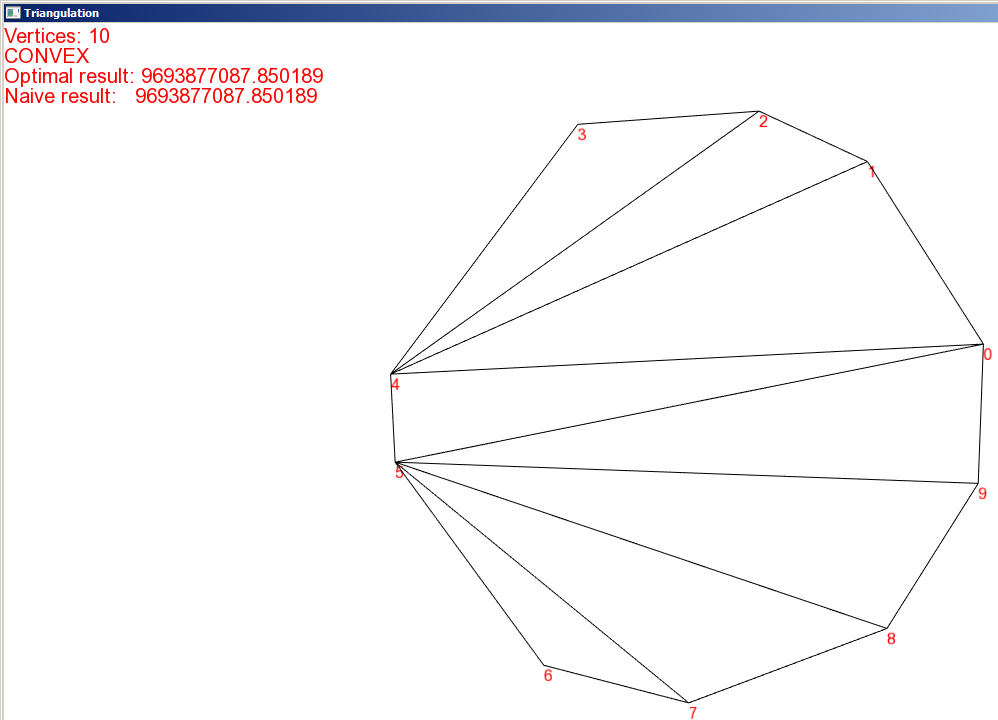 Triangulation
Vertices: 10
CONVEX
Optimal result: 9693877087.850189
Naive result: 9693877087.850189
2
3
1
0
4
5
9
8
6
7